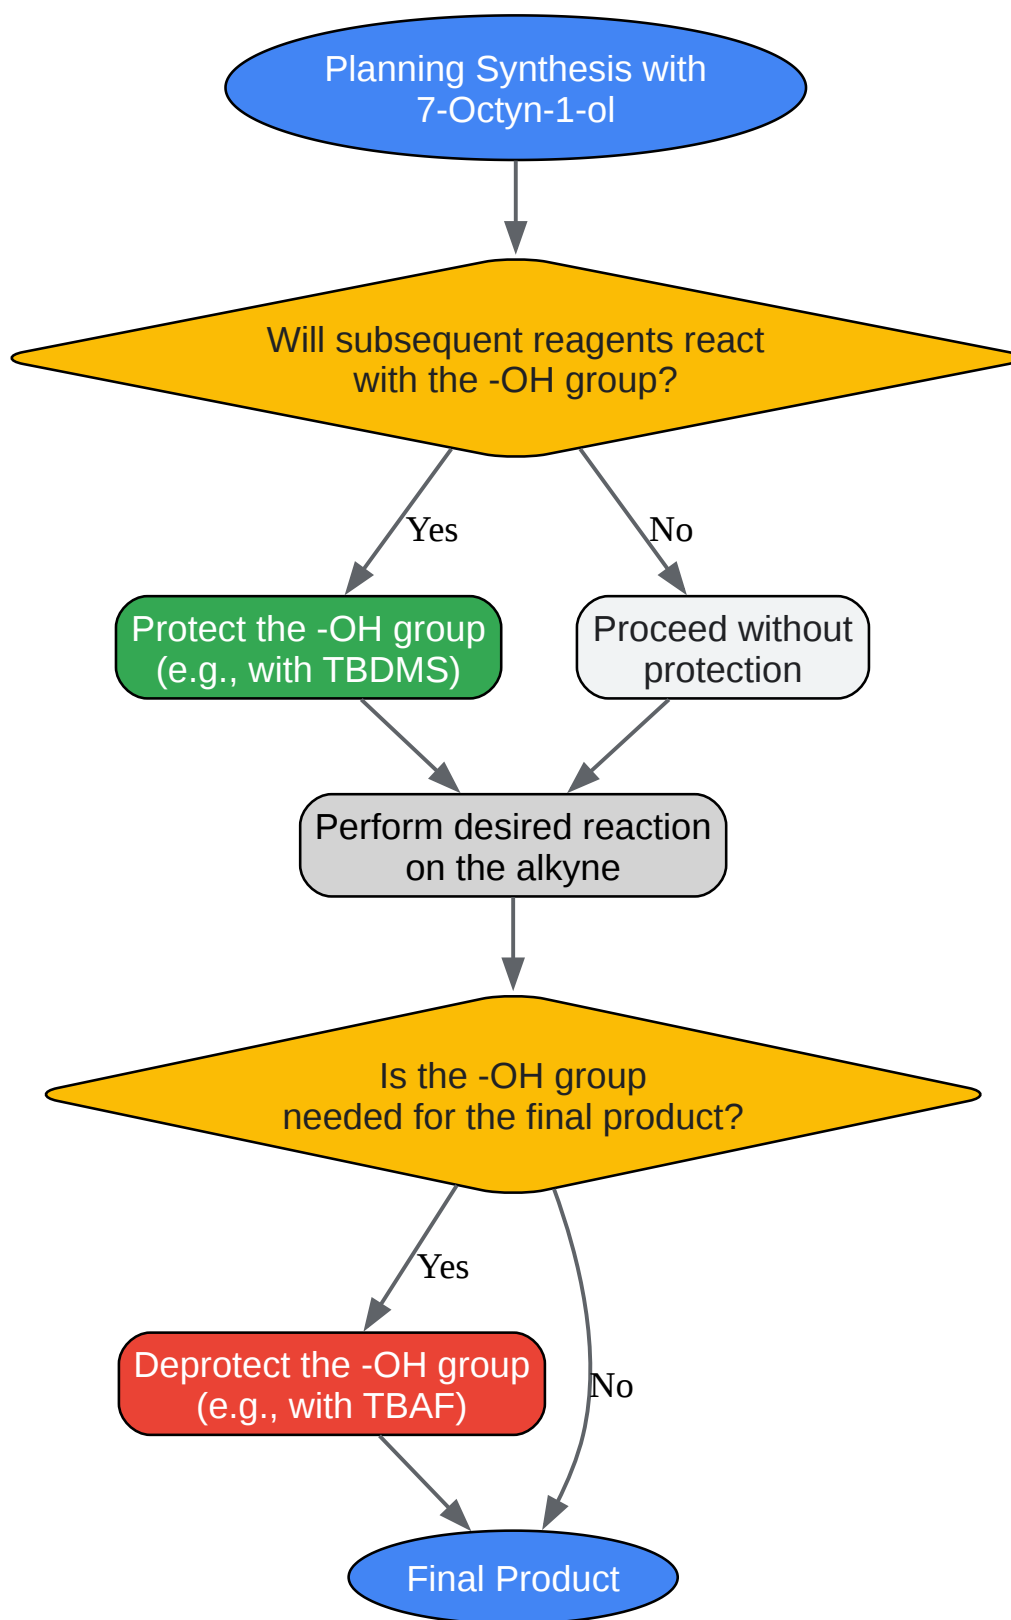 Planning Synthesis with
7-Octyn-1-ol
Will subsequent reagents react
with the -OH group?
Yes
No
Protect the -OH group
(e.g., with TBDMS)
Proceed without
protection
Perform desired reaction
on the alkyne
Is the -OH group
needed for the final product?
Yes
Deprotect the -OH group
(e.g., with TBAF)
No
Final Product